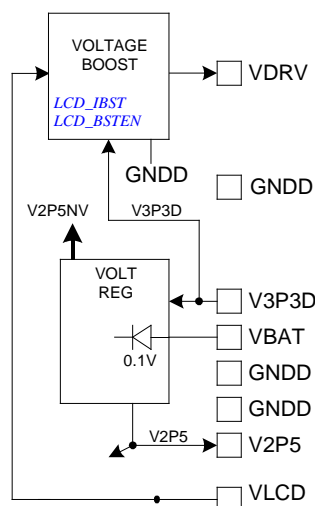 VOLTAGE
BOOST
VDRV
LCD_IBST
LCD_BSTEN
GNDD
GNDD
V2P5NV
V3P3D
VOLT
REG
V3P3D
VBAT
0.1V
GNDD
GNDD
V2P5
V2P5
VLCD